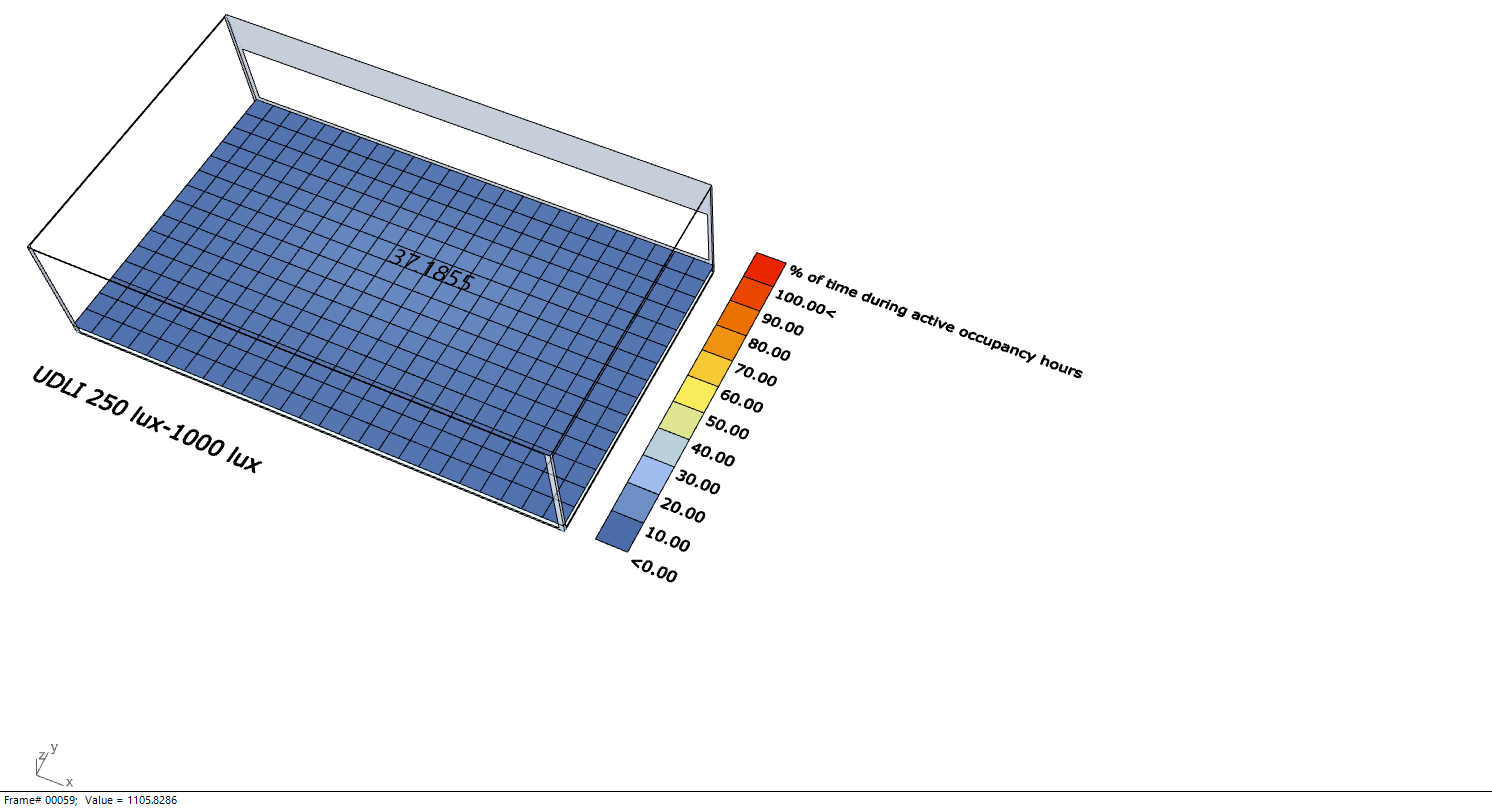 37.1855
% of time during active occupancy hours
100.00<
90.00
80.00
70.00
60.00
50.00
40.00
30.00
20.00
10.00
<0.00
UDLI 250 lux-1000 lux
z y
x
Frame# 00059; Value = 1105.8286